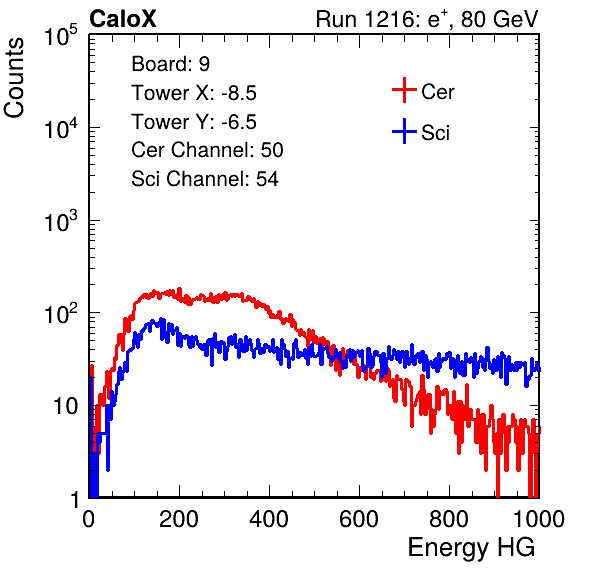 CaloX Run 1216: e⁺, 80 GeV
Counts
Board: 9
Tower X: -8.5
Tower Y: -6.5
Cer Channel: 50
Sci Channel: 54
Cer
Sci
10⁵
10⁴
10³
10²
10
1
0 200 400 600 800 1000
Energy HG